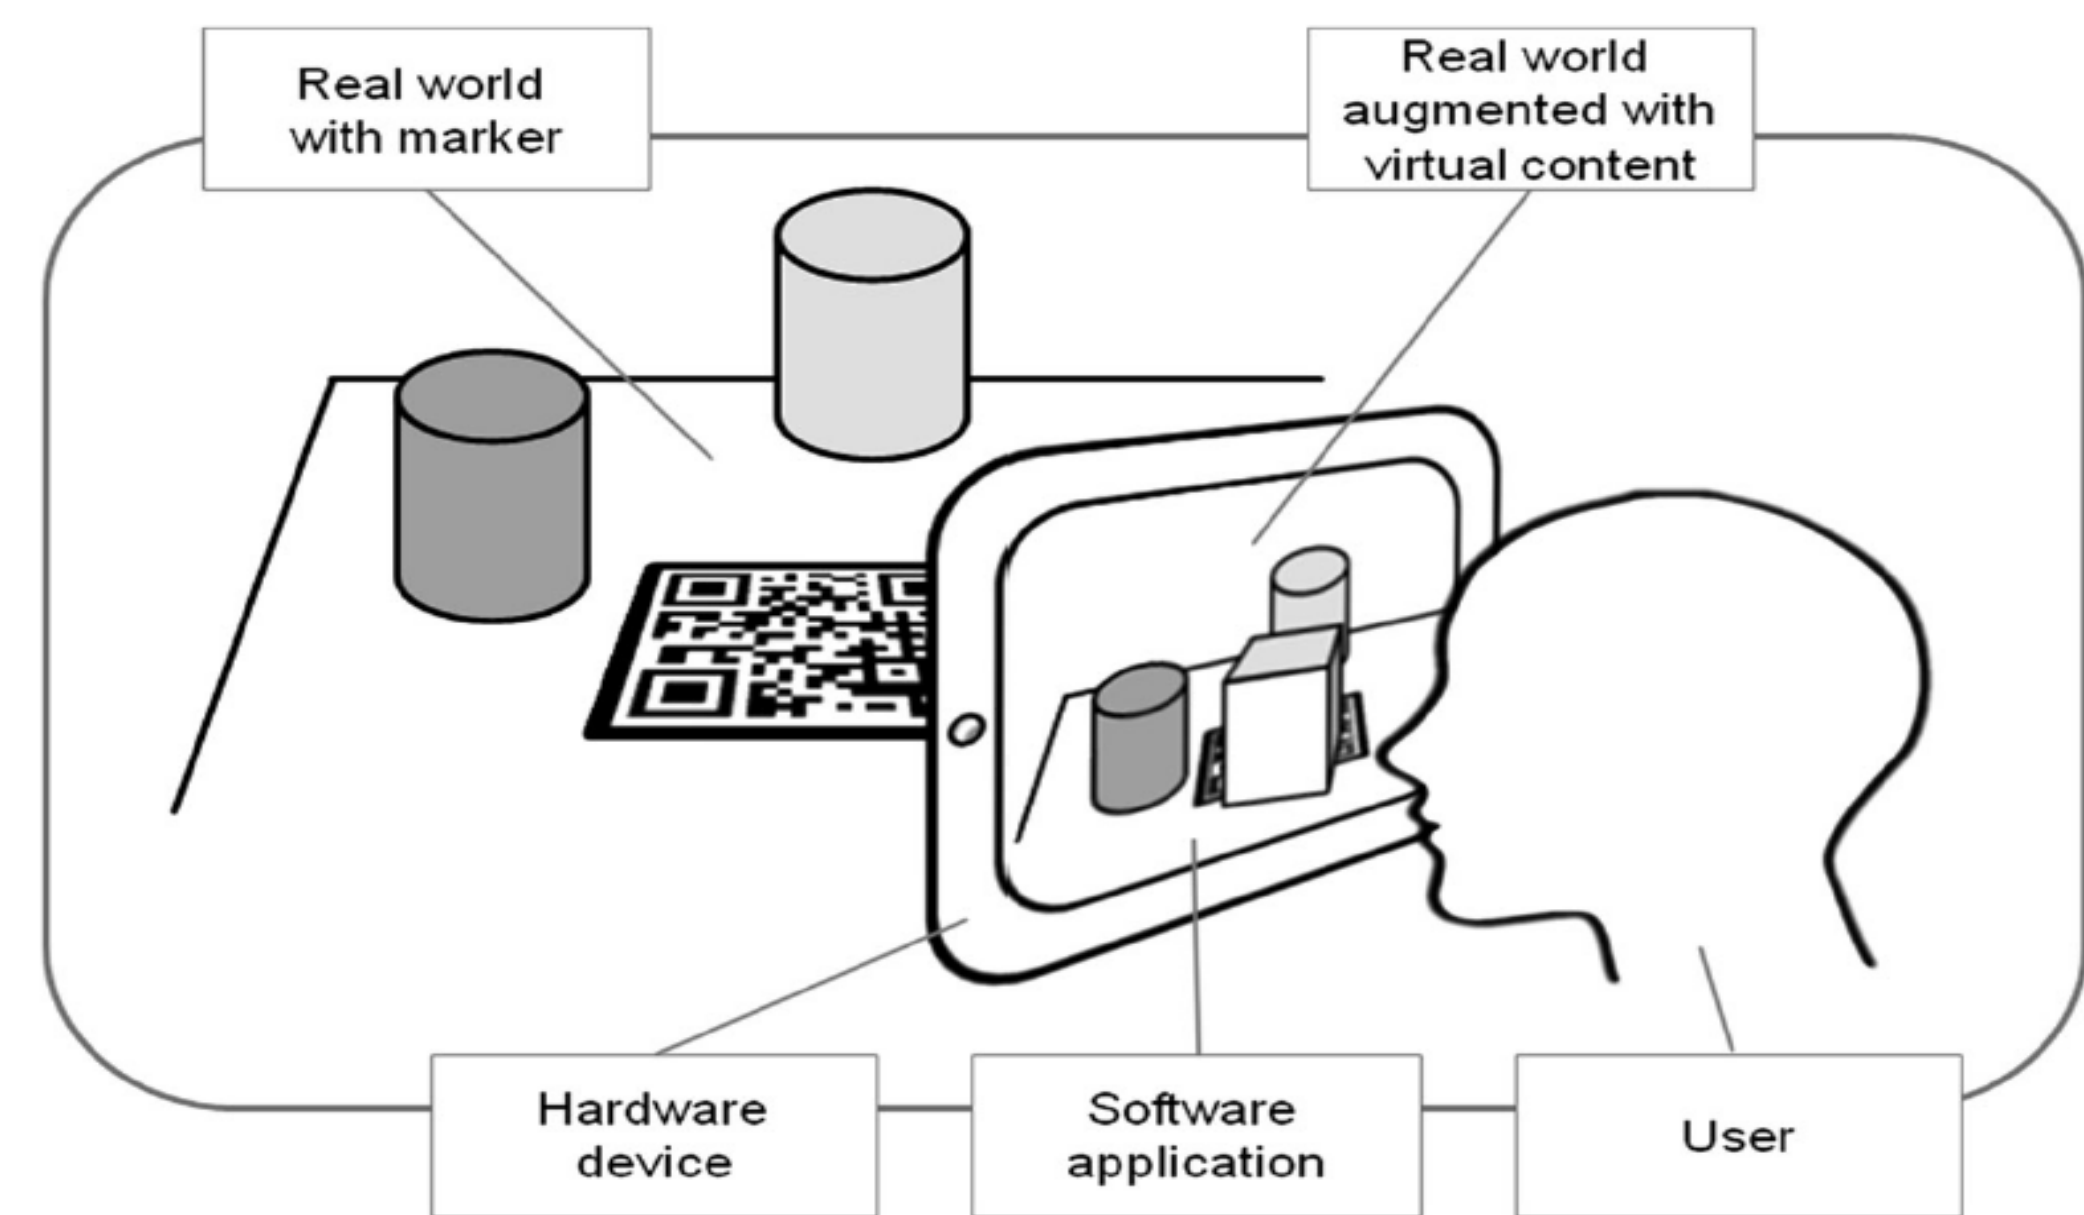 Real world
with marker
Real world
augmented with
virtual content
Hardware
device
Software
application
User